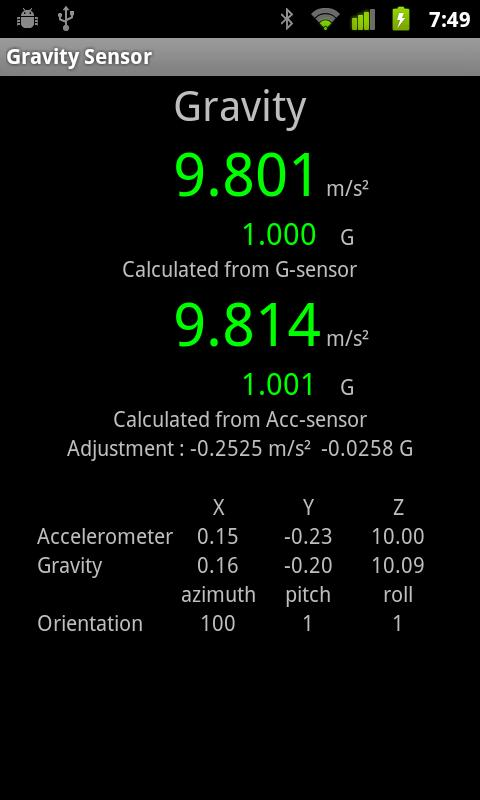 7:49
Gravity Sensor
Gravity
9.801 m/s²
1.000 G
Calculated from G-sensor
9.814 m/s²
1.001 G
Calculated from Acc-sensor
Adjustment : -0.2525 m/s² -0.0258 G
X Y Z
Accelerometer 0.15 -0.23 10.00
Gravity 0.16 -0.20 10.09
azimuth pitch roll
Orientation 100 1 1